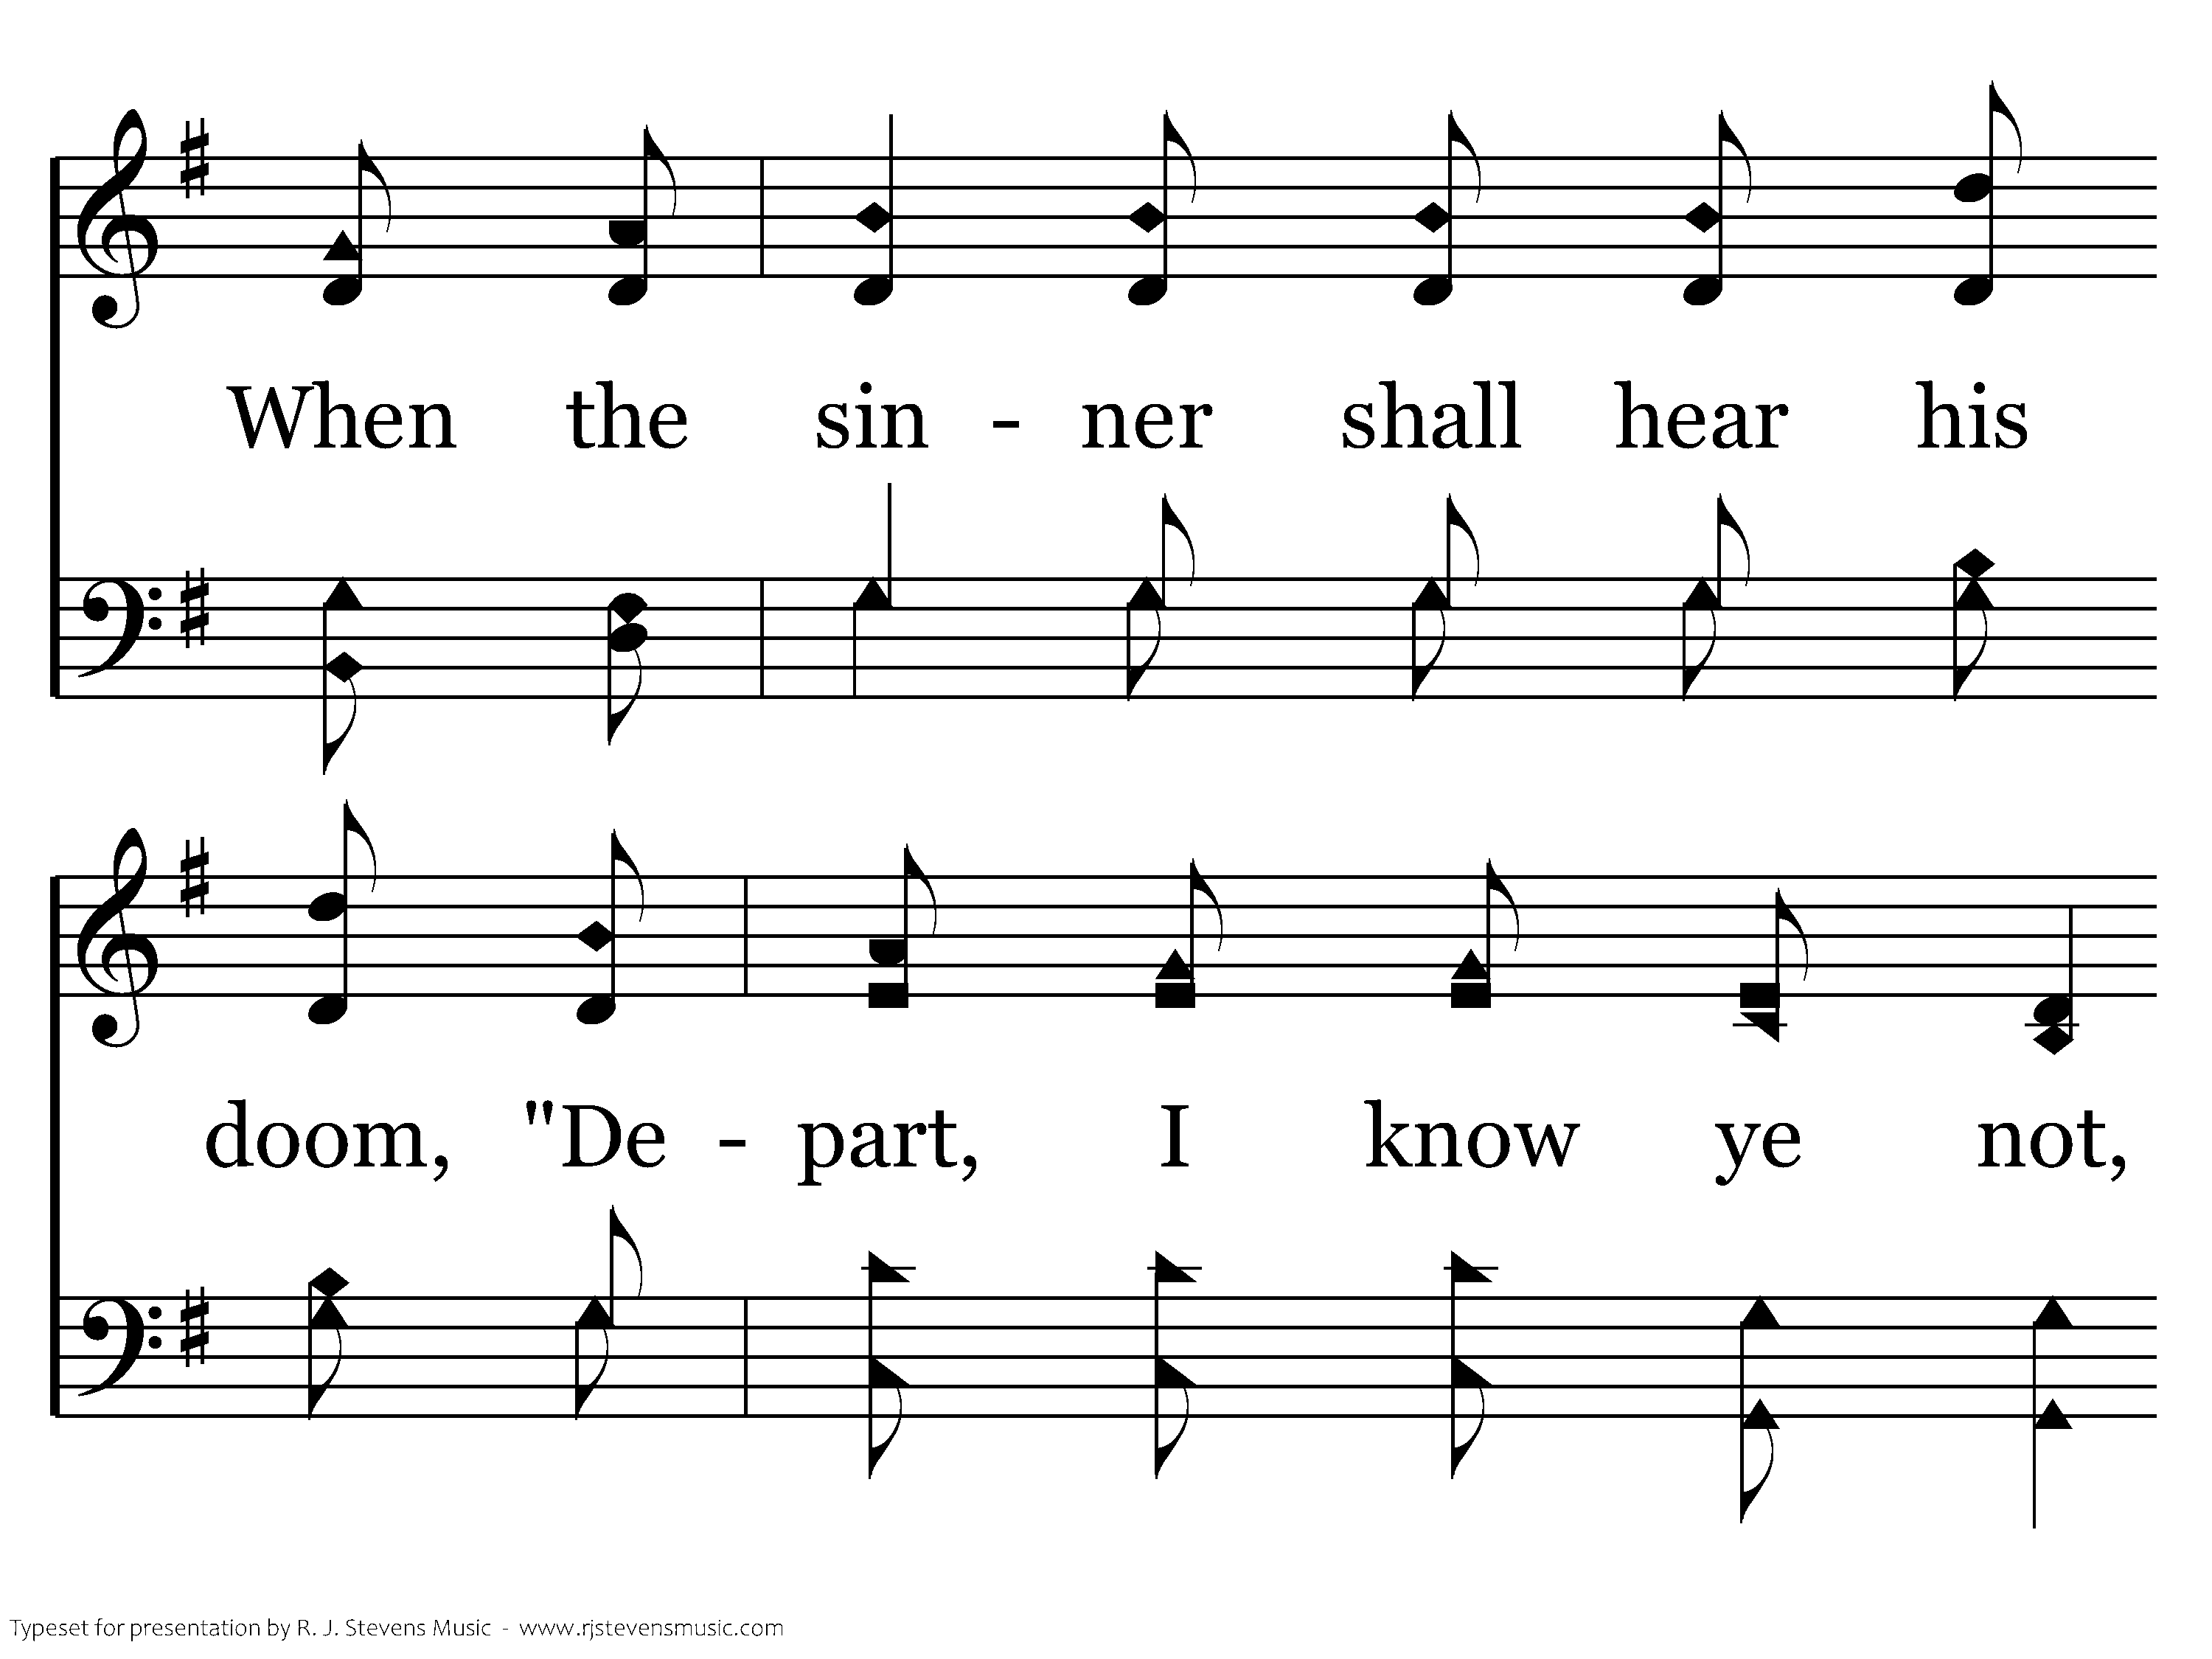 When the sin - ner shall hear his
doom, "De - part, I know ye not,
Typeset for presentation by R. J. Stevens Music - www.rjstevensmusic.com